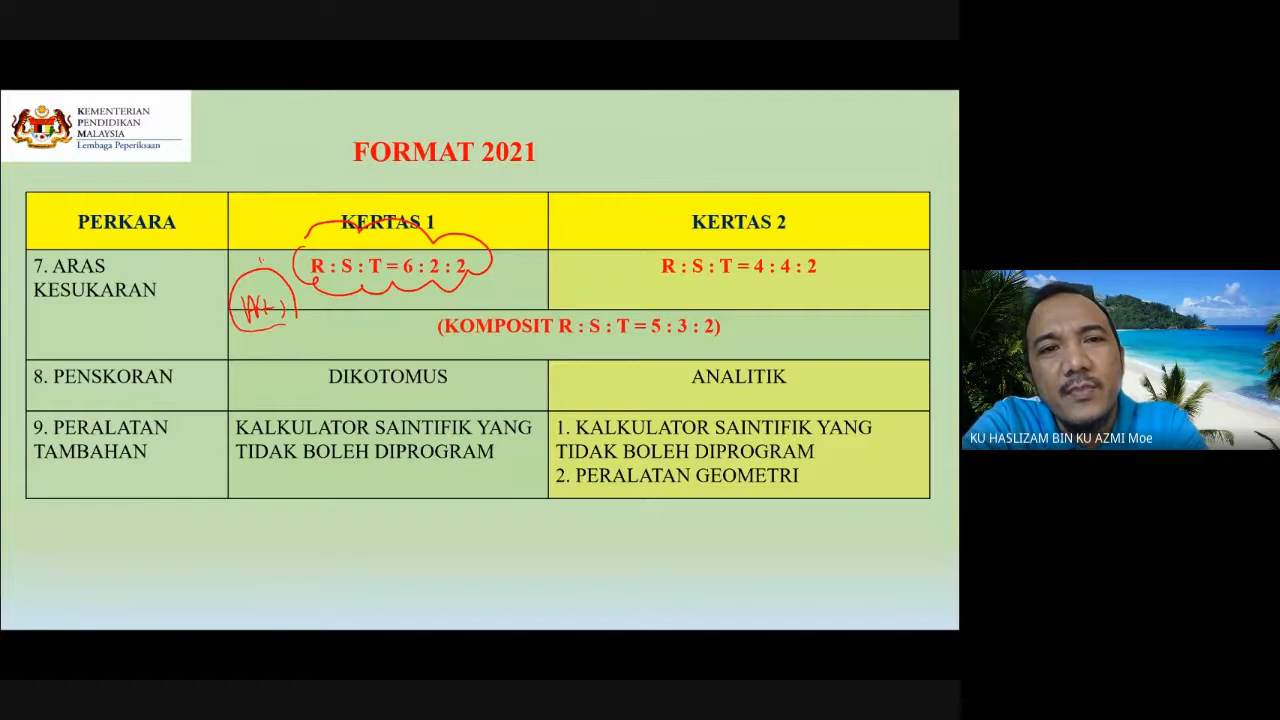 KEMENTERIAN
PENDIDIKAN
MALAYSIA
Lembaga Peperiksaan
FORMAT 2021
PERKARA
KERTAS 1
KERTAS 2
7. ARAS
KESUKARAN
R : S : T = 6 : 2 : 2
R : S : T = 4 : 4 : 2
(KOMPOSIT R : S : T = 5 : 3 : 2)
8. PENSKORAN
DIKOTOMUS
ANALITIK
9. PERALATAN
TAMBAHAN
KALKULATOR SAINTIFIK YANG
TIDAK BOLEH DIPROGRAM
1. KALKULATOR SAINTIFIK YANG
TIDAK BOLEH DIPROGRAM
2. PERALATAN GEOMETRI
KU HASLIZAM BIN KU AZMI Moe